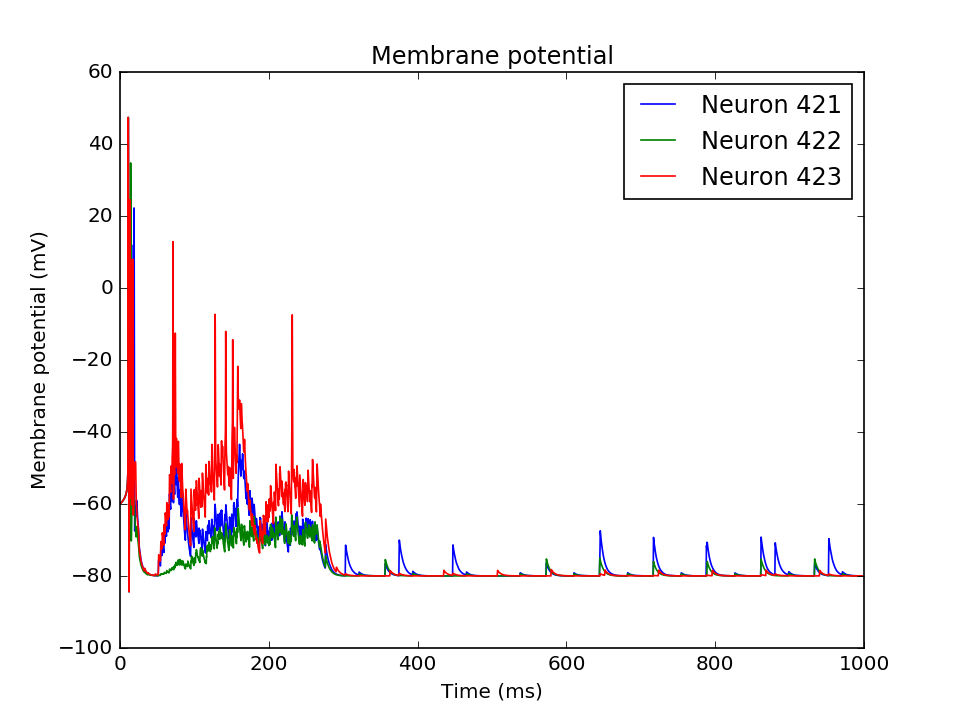 Membrane potential
60
40
20
0
−20
−40
−60
−80
−100
Membrane potential (mV)
Neuron 421
Neuron 422
Neuron 423
0 200 400 600 800 1000
Time (ms)